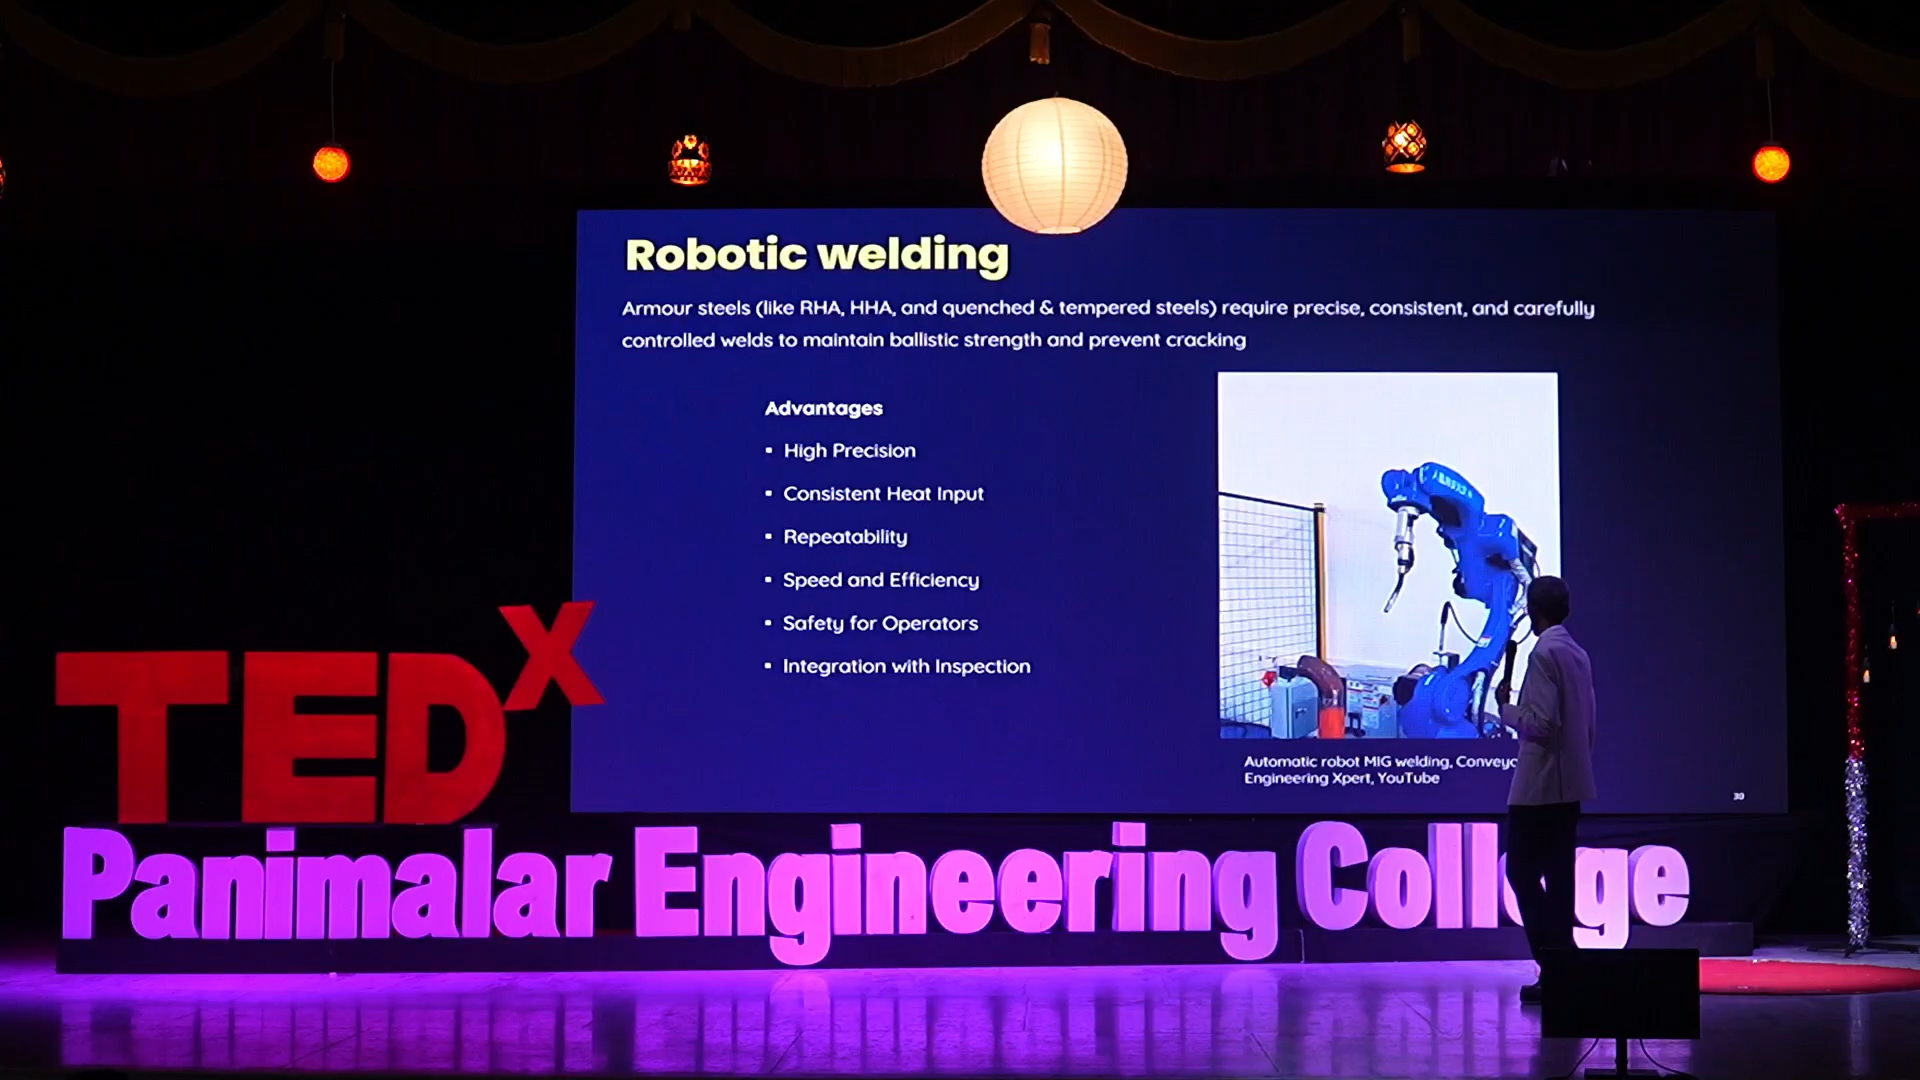 Robotic welding
Armour steels (like RHA, HHA, and quenched & tempered steels) require precise, consistent, and carefully
controlled welds to maintain ballistic strength and prevent cracking
Advantages
▪ High Precision
▪ Consistent Heat Input
▪ Repeatability
▪ Speed and Efficiency
▪ Safety for Operators
▪ Integration with Inspection
Automatic robot MIG welding,
Engineering Xpert, YouTube
TEDx
Panimalar Engineering College